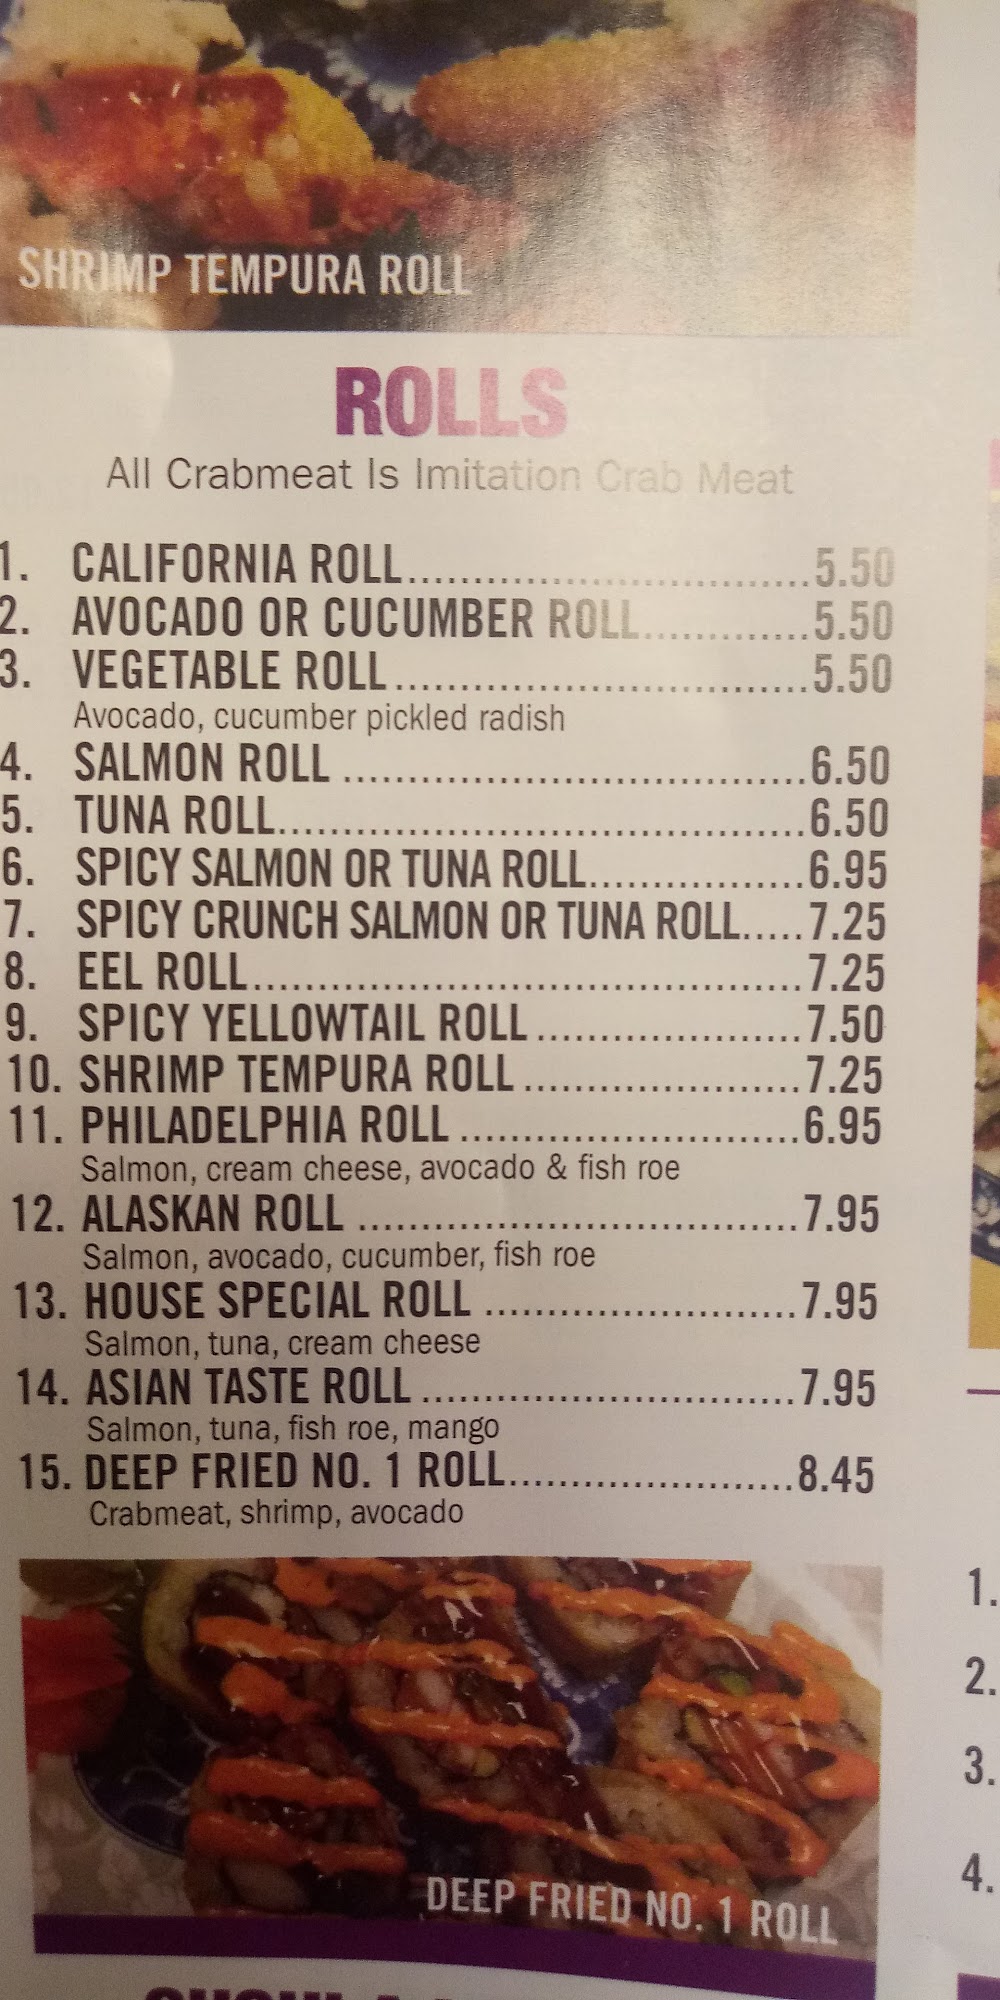 SHRIMP TEMPURA ROLL
ROLLS
All Crabmeat Is Imitation Crab Meat
1. CALIFORNIA ROLL..............................5.50
2. AVOCADO OR CUCUMBER ROLL.............5.50
3. VEGETABLE ROLL...............................5.50
Avocado, cucumber pickled radish
4. SALMON ROLL...................................6.50
5. TUNA ROLL........................................6.50
6. SPICY SALMON OR TUNA ROLL................6.95
7. SPICY CRUNCH SALMON OR TUNA ROLL.....7.25
8. EEL ROLL..........................................7.25
9. SPICY YELLOWTAIL ROLL....................7.50
10. SHRIMP TEMPURA ROLL.....................7.25
11. PHILADELPHIA ROLL..........................6.95
Salmon, cream cheese, avocado & fish roe
12. ALASKAN ROLL.................................7.95
Salmon, avocado, cucumber, fish roe
13. HOUSE SPECIAL ROLL........................7.95
Salmon, tuna, cream cheese
14. ASIAN TASTE ROLL............................7.95
Salmon, tuna, fish roe, mango
15. DEEP FRIED NO. 1 ROLL......................8.45
Crabmeat, shrimp, avocado
DEEP FRIED NO. 1 ROLL
1.
2.
3.
4.